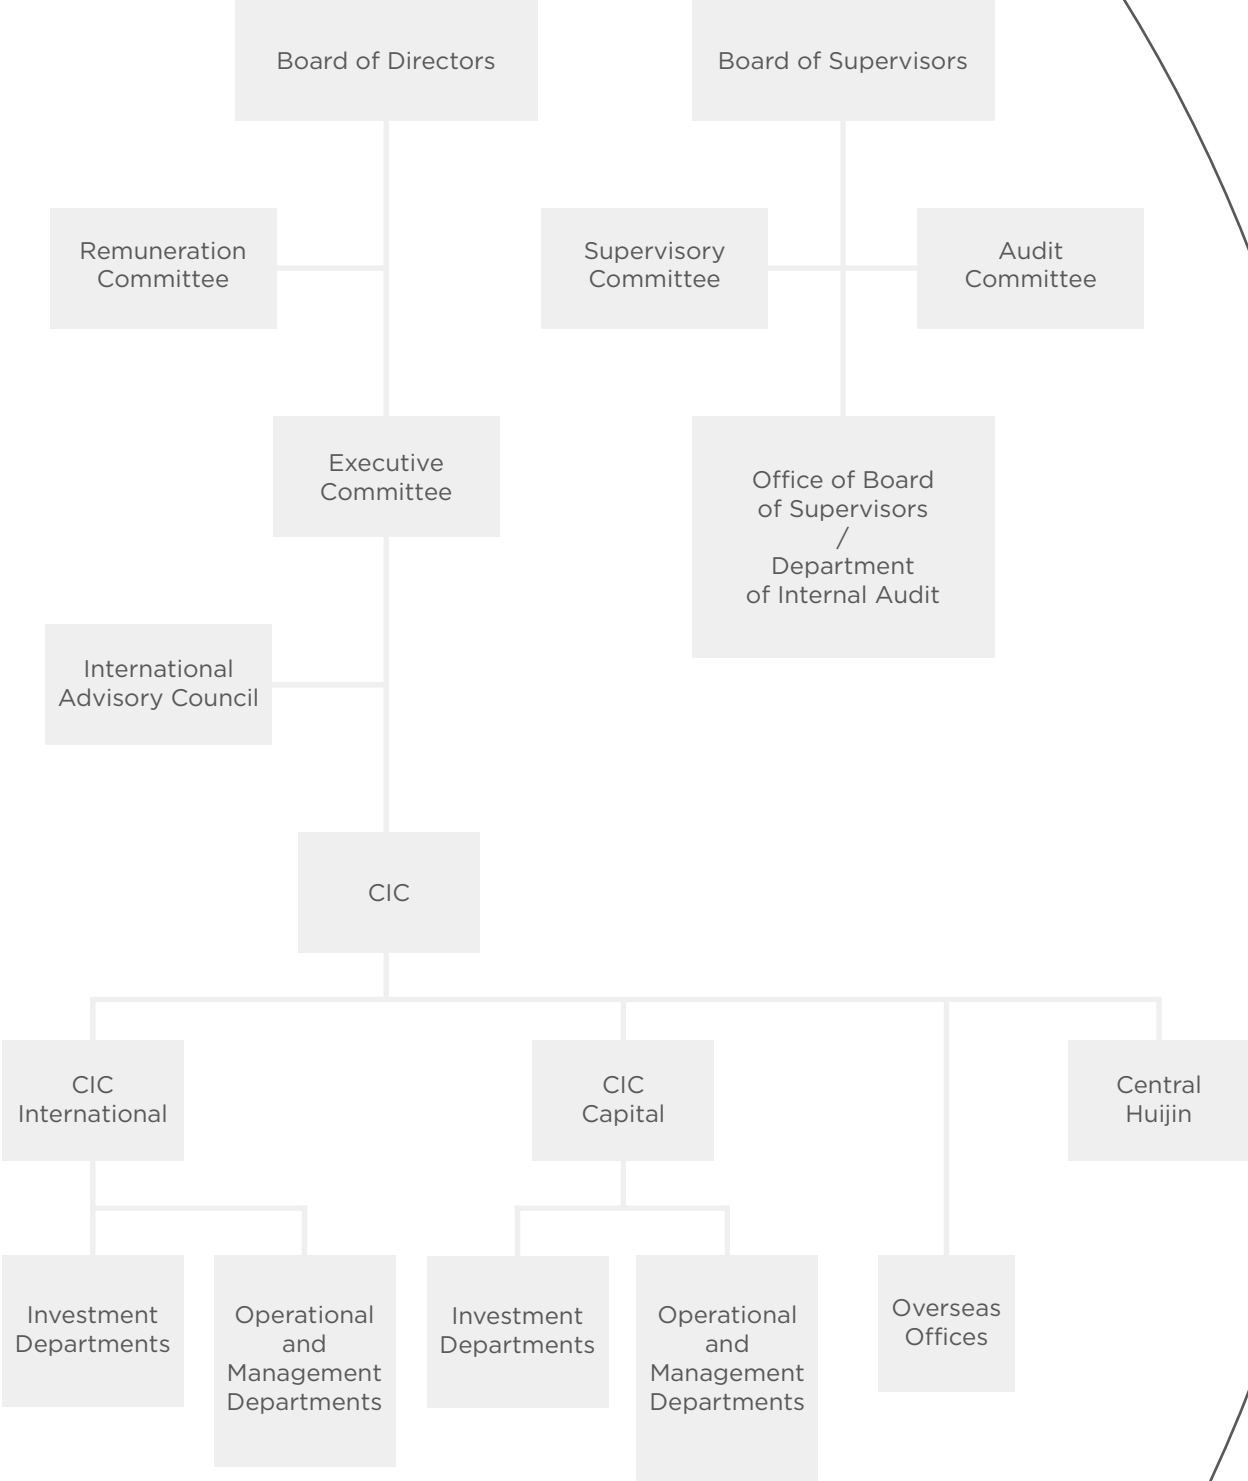 Board of Directors
Board of Supervisors
Remuneration
Committee
Supervisory
Committee
Audit
Committee
Executive
Committee
Office of Board
of Supervisors
/
Department
of Internal Audit
International
Advisory Council
CIC
CIC
International
CIC
Capital
Central
Huijin
Investment
Departments
Operational
and
Management
Departments
Investment
Departments
Operational
and
Management
Departments
Overseas
Offices